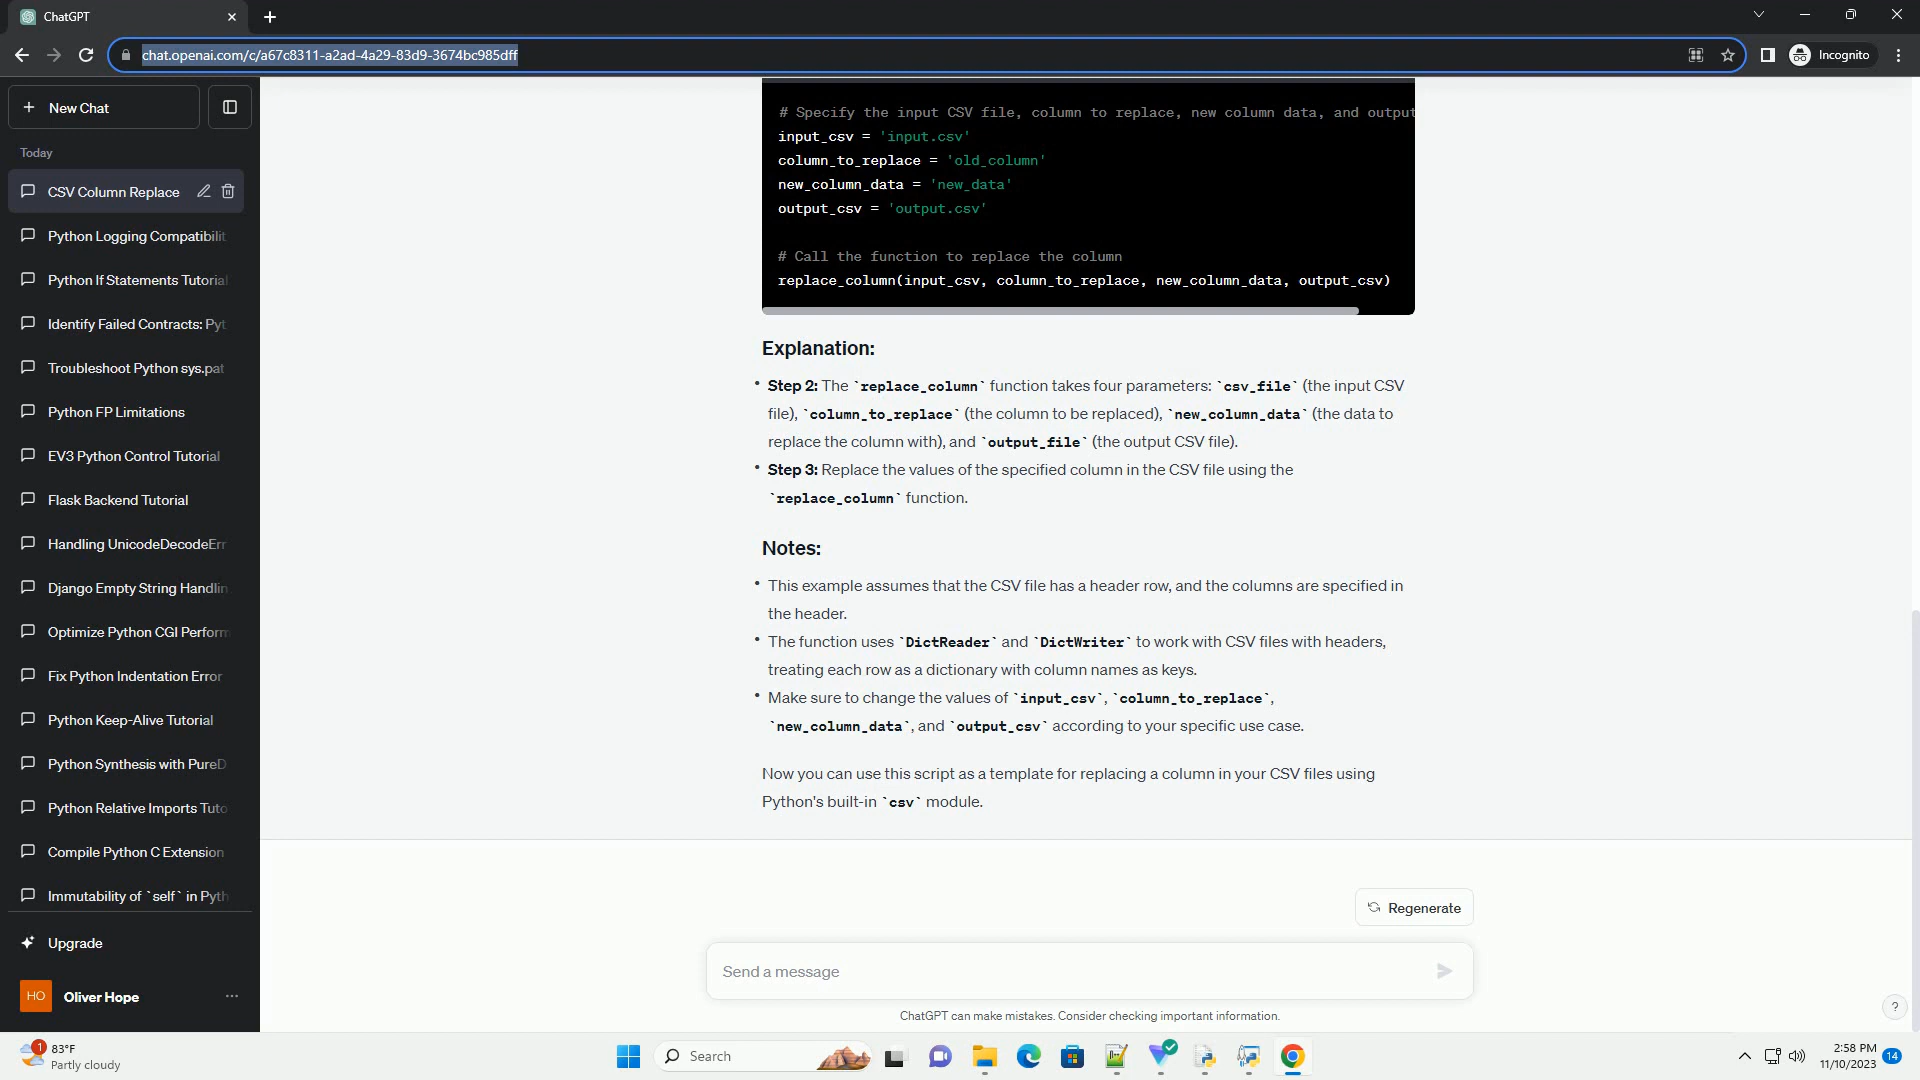 ChatGPT
chat.openai.com/c/a67c8311-a2ad-4a29-83d9-3674bc985dff
Incognito
New Chat
Today
CSV Column Replace
Python Logging Compatibilit
Python If Statements Tutorial
Identify Failed Contracts: Pyt
Troubleshoot Python sys.pat
Python FP Limitations
EV3 Python Control Tutorial
Flask Backend Tutorial
Handling UnicodeDecodeErr
Django Empty String Handlin
Optimize Python CGI Perform
Fix Python Indentation Error
Python Keep-Alive Tutorial
Python Synthesis with PureD
Python Relative Imports Tuto
Compile Python C Extension
Immutability of `self` in Pyth
Upgrade
HO
Oliver Hope
# Specify the input CSV file, column to replace, new column data, and output
input_csv = 'input.csv'
column_to_replace = 'old_column'
new_column_data = 'new_data'
output_csv = 'output.csv'
# Call the function to replace the column
replace_column(input_csv, column_to_replace, new_column_data, output_csv)
Explanation:
• Step 2: The `replace_column` function takes four parameters: `csv_file` (the input CSV
file), `column_to_replace` (the column to be replaced), `new_column_data` (the data to
replace the column with), and `output_file` (the output CSV file).
• Step 3: Replace the values of the specified column in the CSV file using the
`replace_column` function.
Notes:
• This example assumes that the CSV file has a header row, and the columns are specified in
the header.
• The function uses `DictReader` and `DictWriter` to work with CSV files with headers,
treating each row as a dictionary with column names as keys.
• Make sure to change the values of `input_csv`, `column_to_replace`,
`new_column_data`, and `output_csv` according to your specific use case.
Now you can use this script as a template for replacing a column in your CSV files using
Python's built-in `csv` module.
Regenerate
Send a message
ChatGPT can make mistakes. Consider checking important information.
?
1
83°F
Partly cloudy
Search
2:58 PM
11/10/2023
14